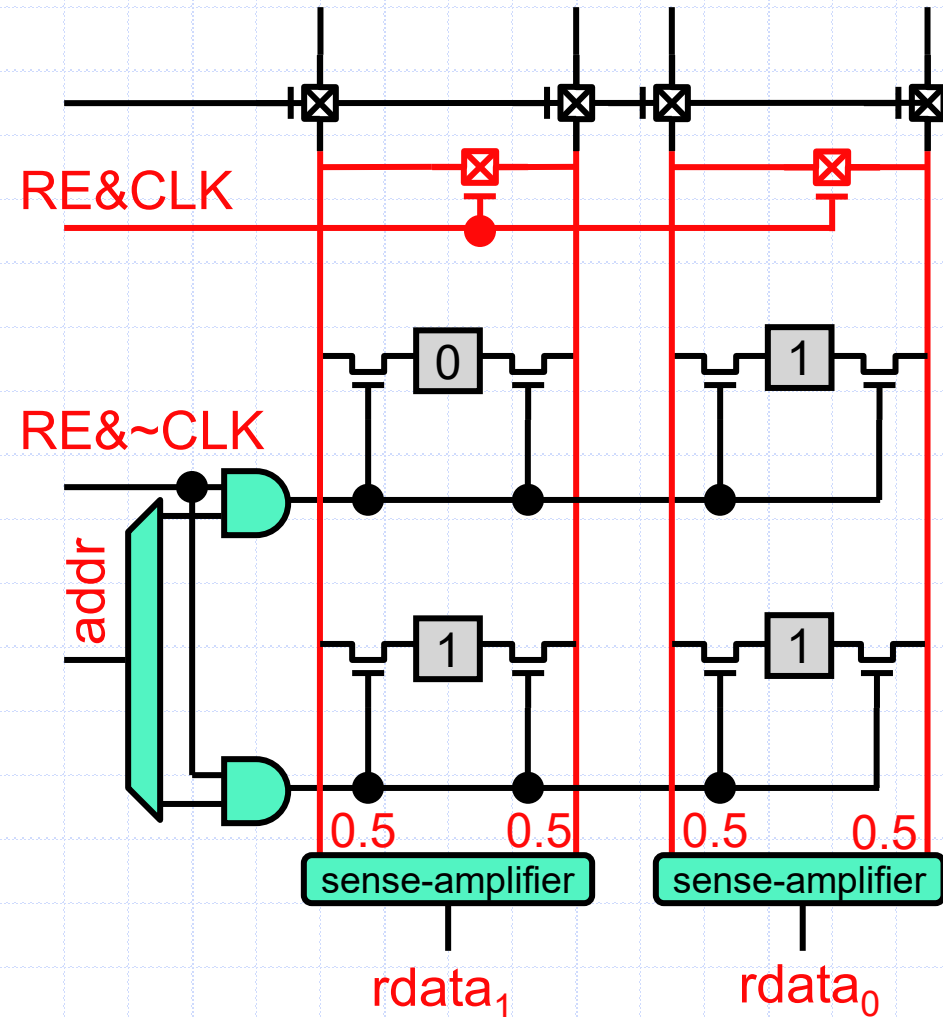 RE&CLK
0 1
RE&~CLK
addr
1 1
0.5 0.5 0.5 0.5
sense-amplifier sense-amplifier
rdata₁ rdata₀